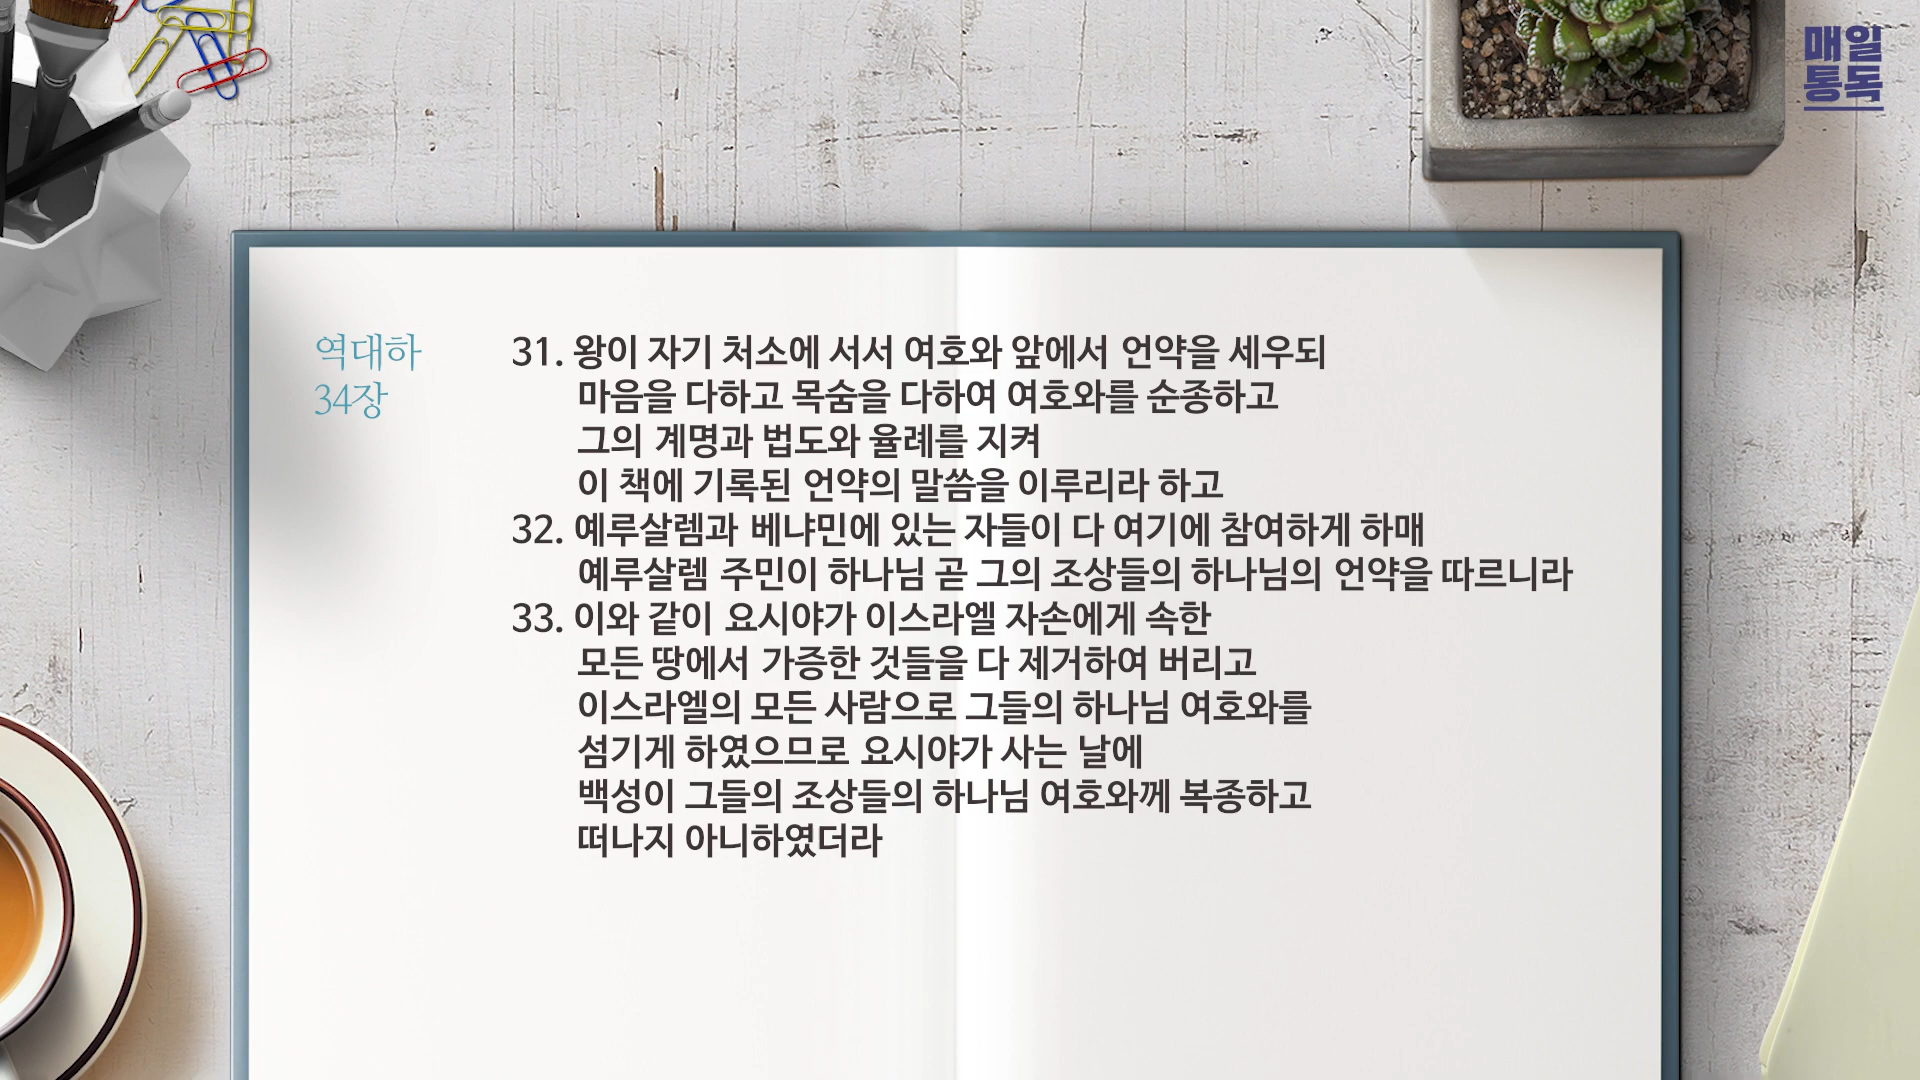 매일
통독
역대하
34장
31. 왕이 자기 처소에 서서 여호와 앞에서 언약을 세우되
마음을 다하고 목숨을 다하여 여호와를 순종하고
그의 계명과 법도와 율례를 지켜
이 책에 기록된 언약의 말씀을 이루리라 하고
32. 예루살렘과 베냐민에 있는 자들이 다 여기에 참여하게 하매
예루살렘 주민이 하나님 곧 그의 조상들의 하나님의 언약을 따르니라
33. 이와 같이 요시야가 이스라엘 자손에게 속한
모든 땅에서 가증한 것들을 다 제거하여 버리고
이스라엘의 모든 사람으로 그들의 하나님 여호와를
섬기게 하였으므로 요시야가 사는 날에
백성이 그들의 조상들의 하나님 여호와께 복종하고
떠나지 아니하였더라